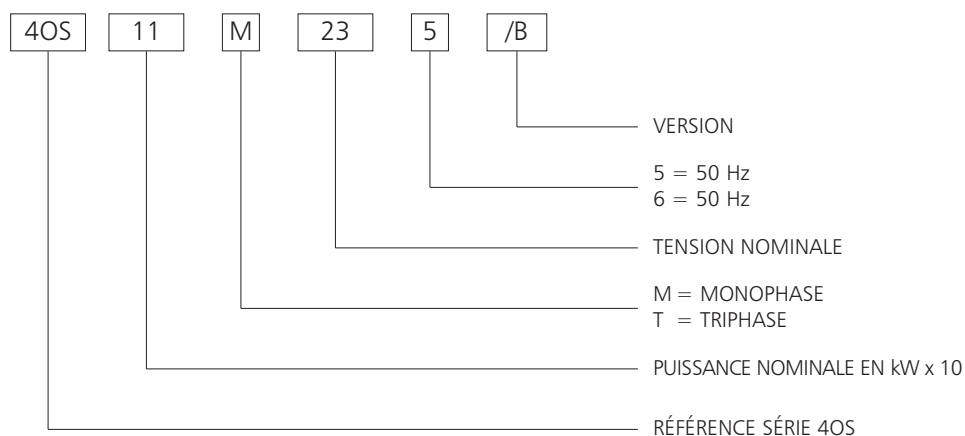 4OS 11 M 23 5 /B
VERSION
5 = 50 Hz
6 = 50 Hz
TENSION NOMINALE
M = MONOPHASE
T = TRIPHASE
PUISSANCE NOMINALE EN kW x 10
RÉFÉRENCE SÉRIE 4OS